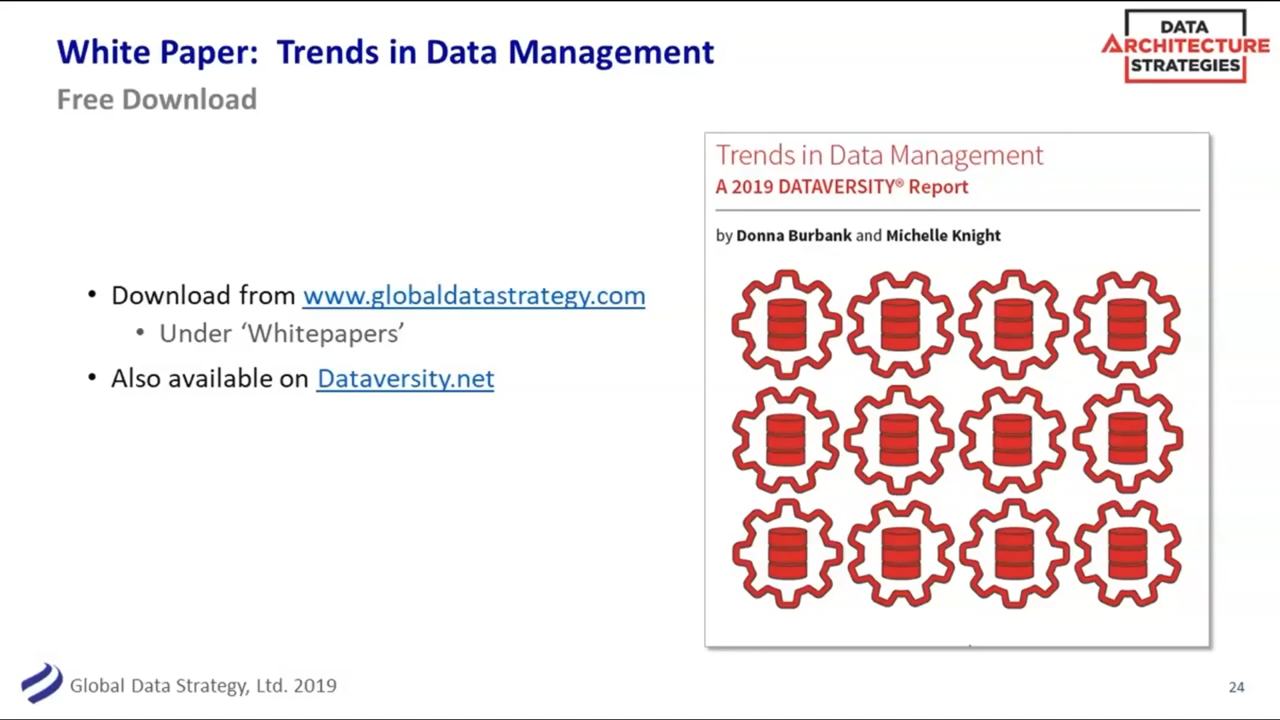 White Paper: Trends in Data Management
Free Download
DATA
ARCHITECTURE
STRATEGIES
Trends in Data Management
A 2019 DATAVERSITY® Report
by Donna Burbank and Michelle Knight
• Download from www.globaldatastrategy.com
• Under ‘Whitepapers’
• Also available on Dataversity.net
Global Data Strategy, Ltd. 2019
24